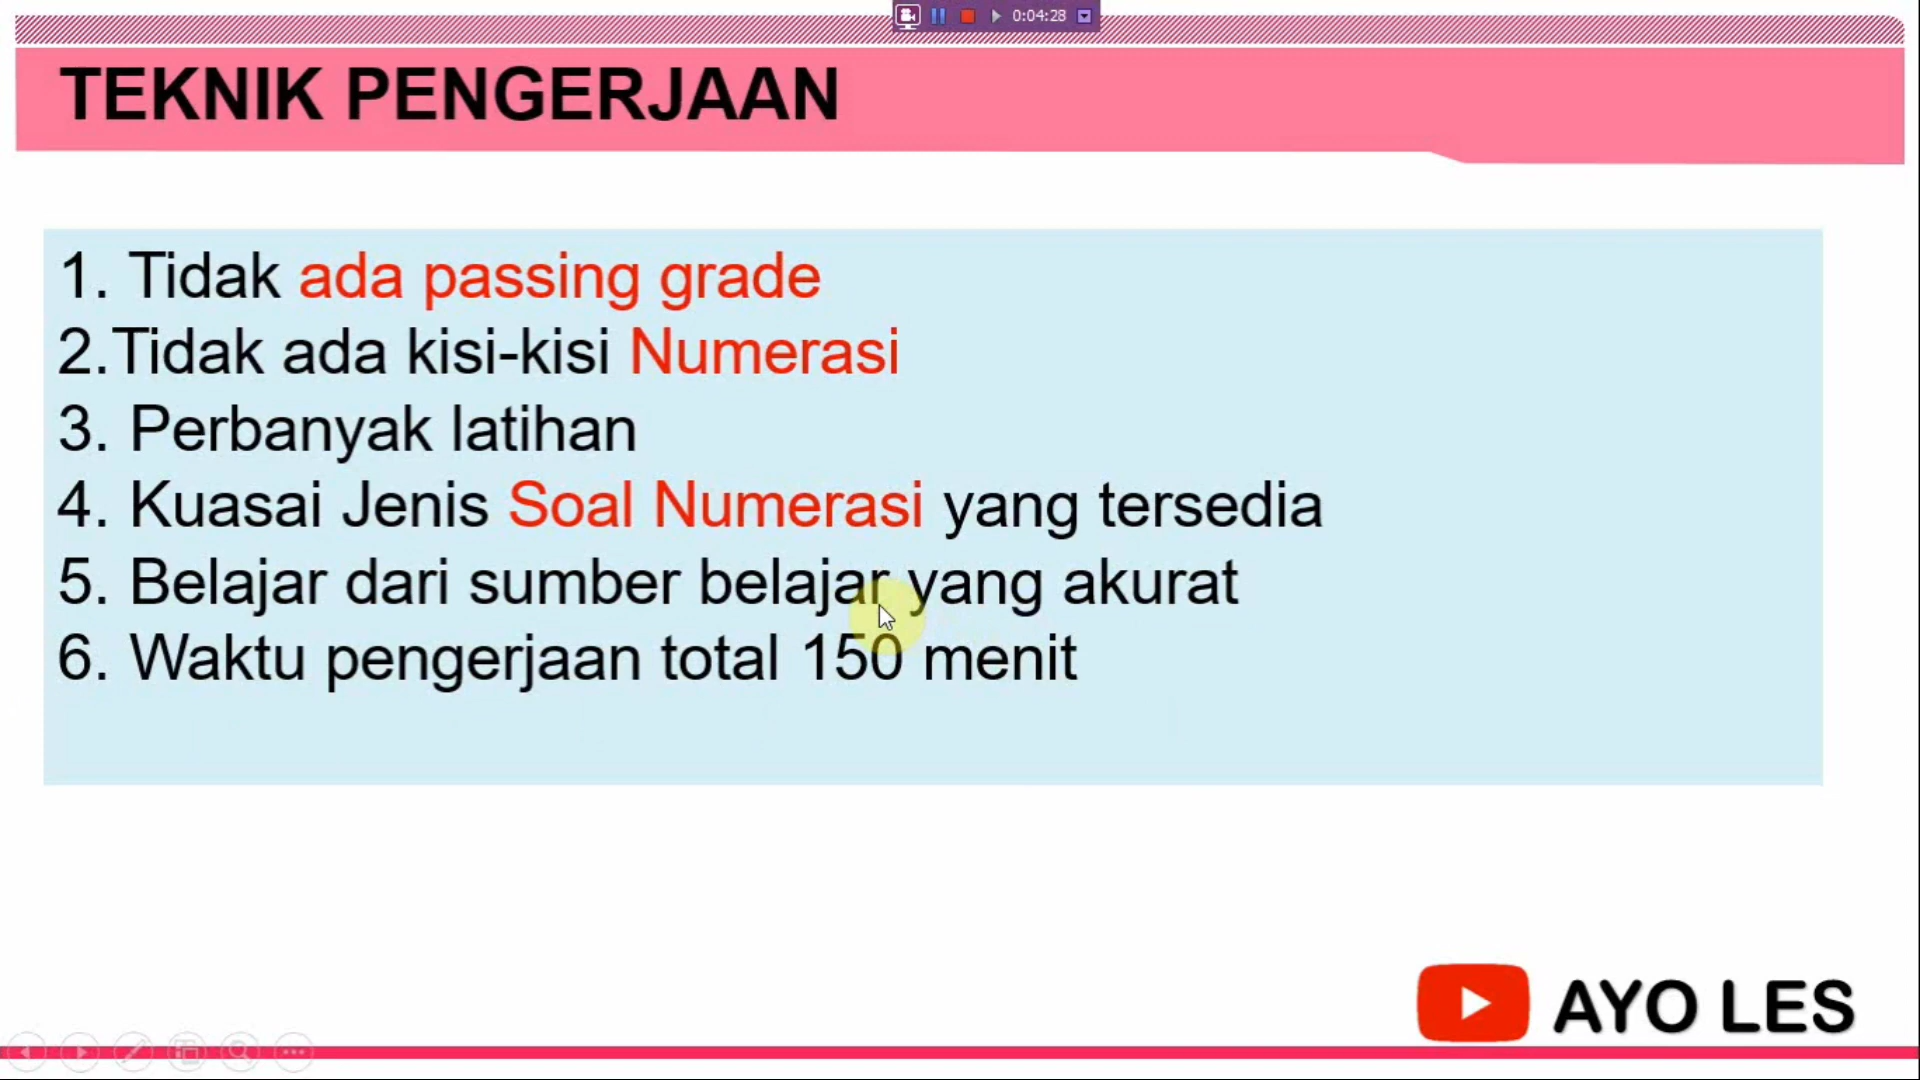 0:04:28
TEKNIK PENGERJAAN
1. Tidak ada passing grade
2.Tidak ada kisi-kisi Numerasi
3. Perbanyak latihan
4. Kuasai Jenis Soal Numerasi yang tersedia
5. Belajar dari sumber belajar yang akurat
6. Waktu pengerjaan total 150 menit
AYO LES